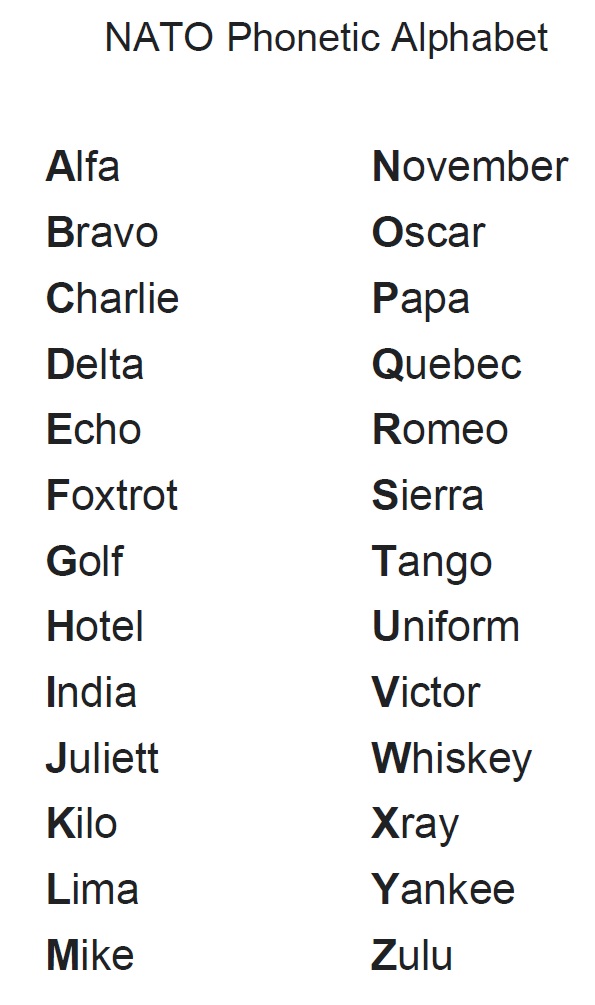 NATO Phonetic Alphabet
Alfa
Bravo
Charlie
Delta
Echo
Foxtrot
Golf
Hotel
India
Juliett
Kilo
Lima
Mike
November
Oscar
Papa
Quebec
Romeo
Sierra
Tango
Uniform
Victor
Whiskey
Xray
Yankee
Zulu